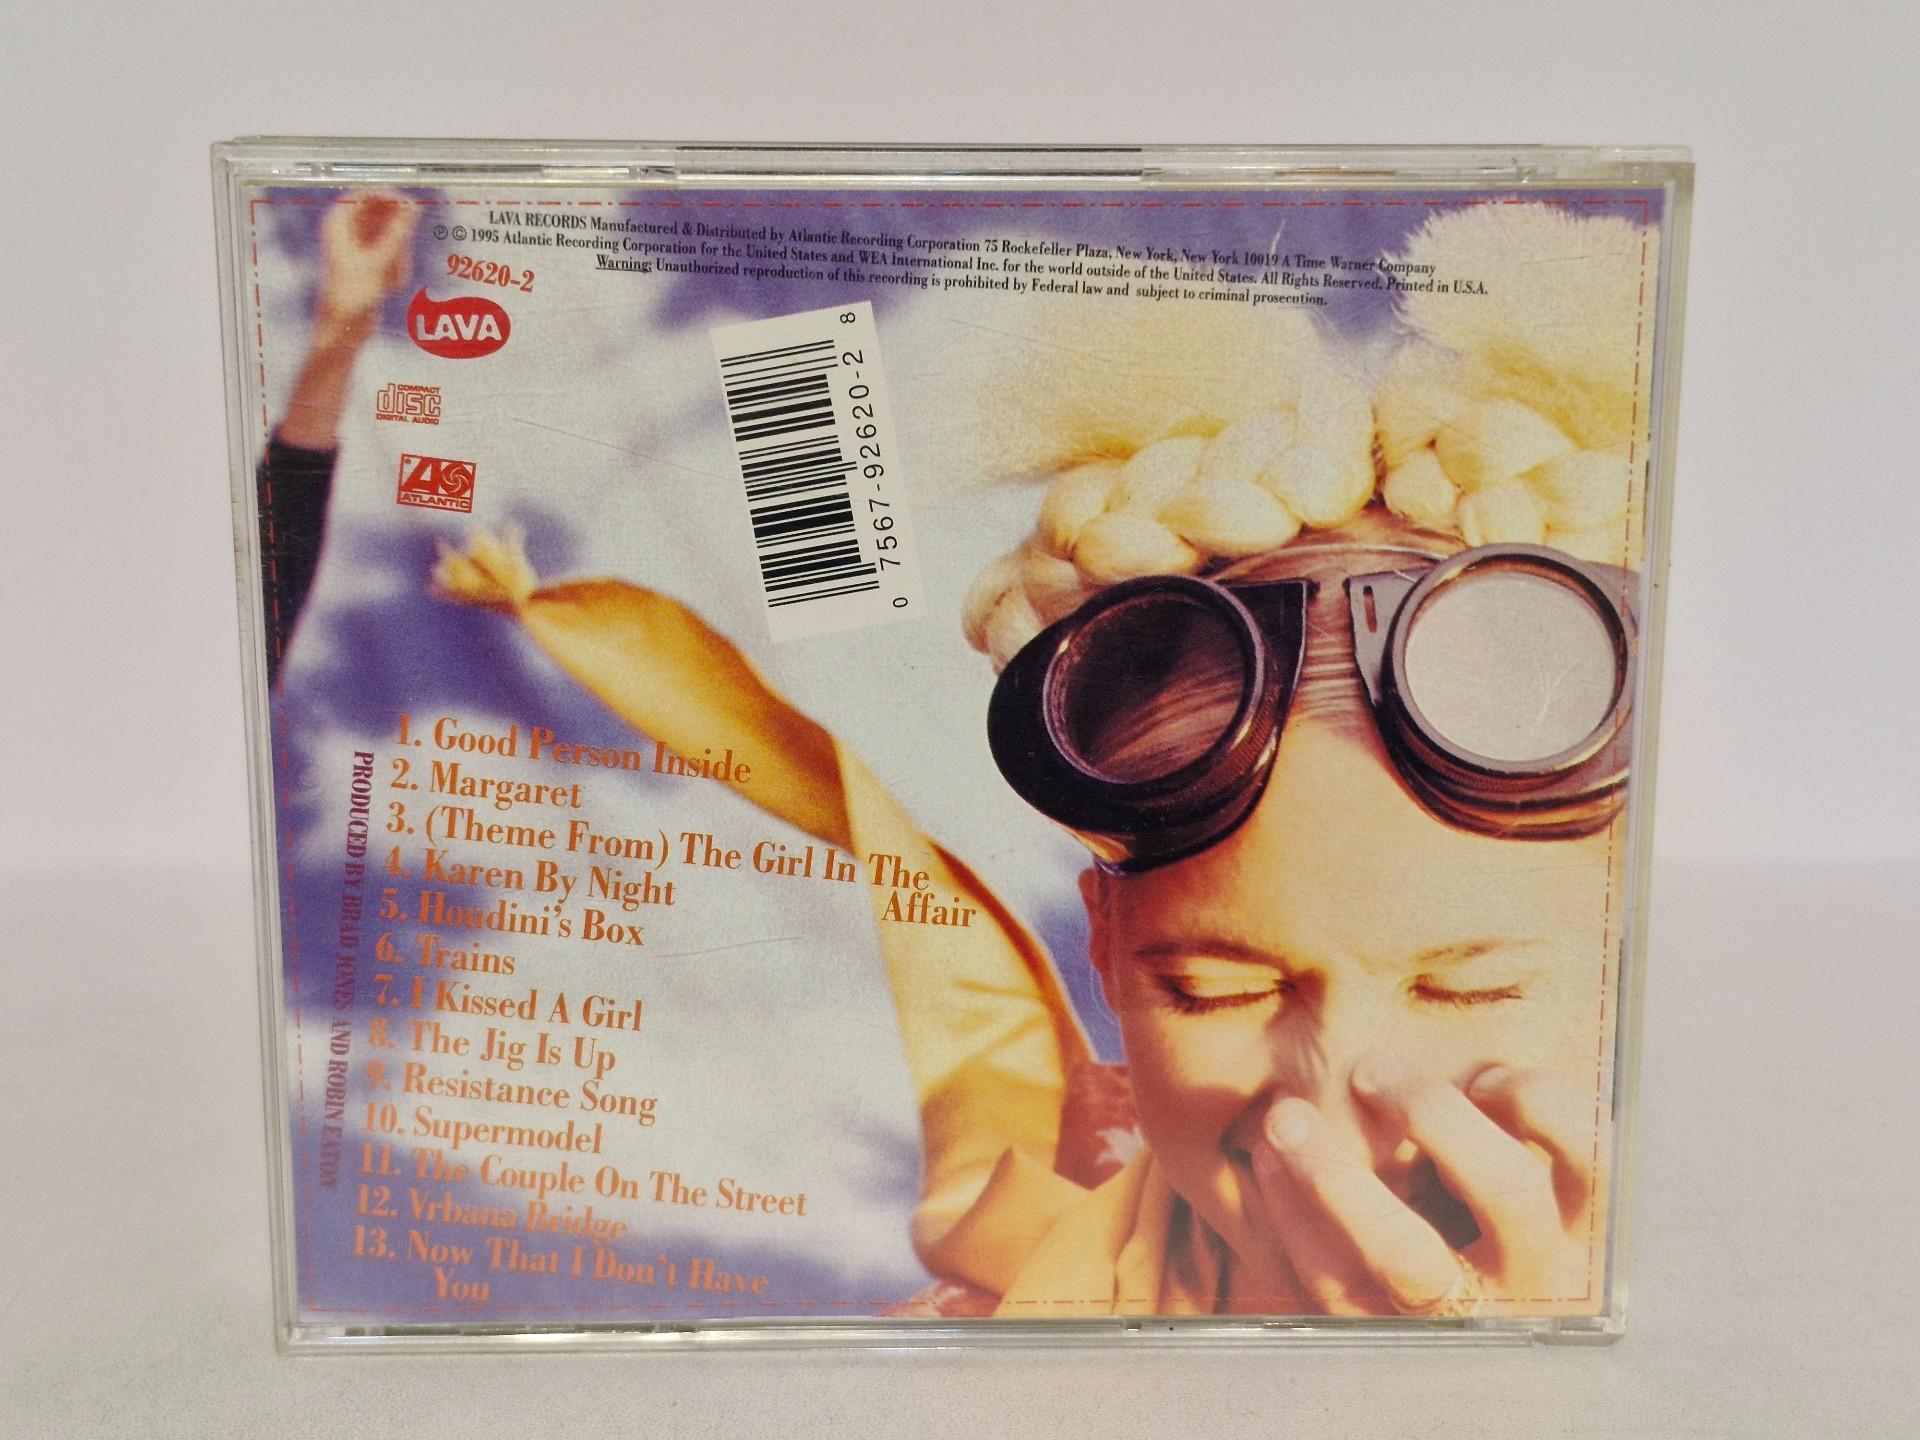 LAVA RECORDS Manufactured & Distributed by Atlantic Recording Corporation 75 Rockefeller Plaza, New York, New York 10019 A Time Warner Company
℗ © 1995 Atlantic Recording Corporation for the United States and WEA International Inc. for the world outside of the United States. All Rights Reserved. Printed in U.S.A.
Warning: Unauthorized reproduction of this recording is prohibited by Federal law and subject to criminal prosecution.
92620-2
LAVA
COMPACT
disc
DIGITAL AUDIO
ATLANTIC
0 7567-92620-2 8
1. Good Person Inside
2. Margaret
3. (Theme From) The Girl In The
Affair
4. Karen By Night
5. Houdini's Box
6. Trains
7. I Kissed A Girl
8. The Jig Is Up
9. Resistance Song
10. Supermodel
11. The Couple On The Street
12. Vrbana Bridge
13. Now That I Don't Have
You
PRODUCED BY BRAD JONES AND ROBIN EATON